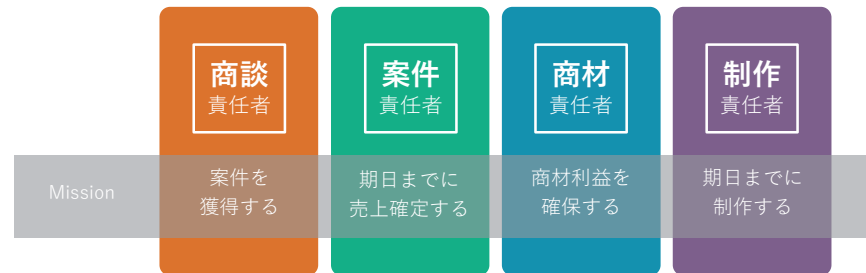 商談
責任者
案件
責任者
商材
責任者
制作
責任者
Mission
案件を
獲得する
期日までに
売上確定する
商材利益を
確保する
期日までに
制作する